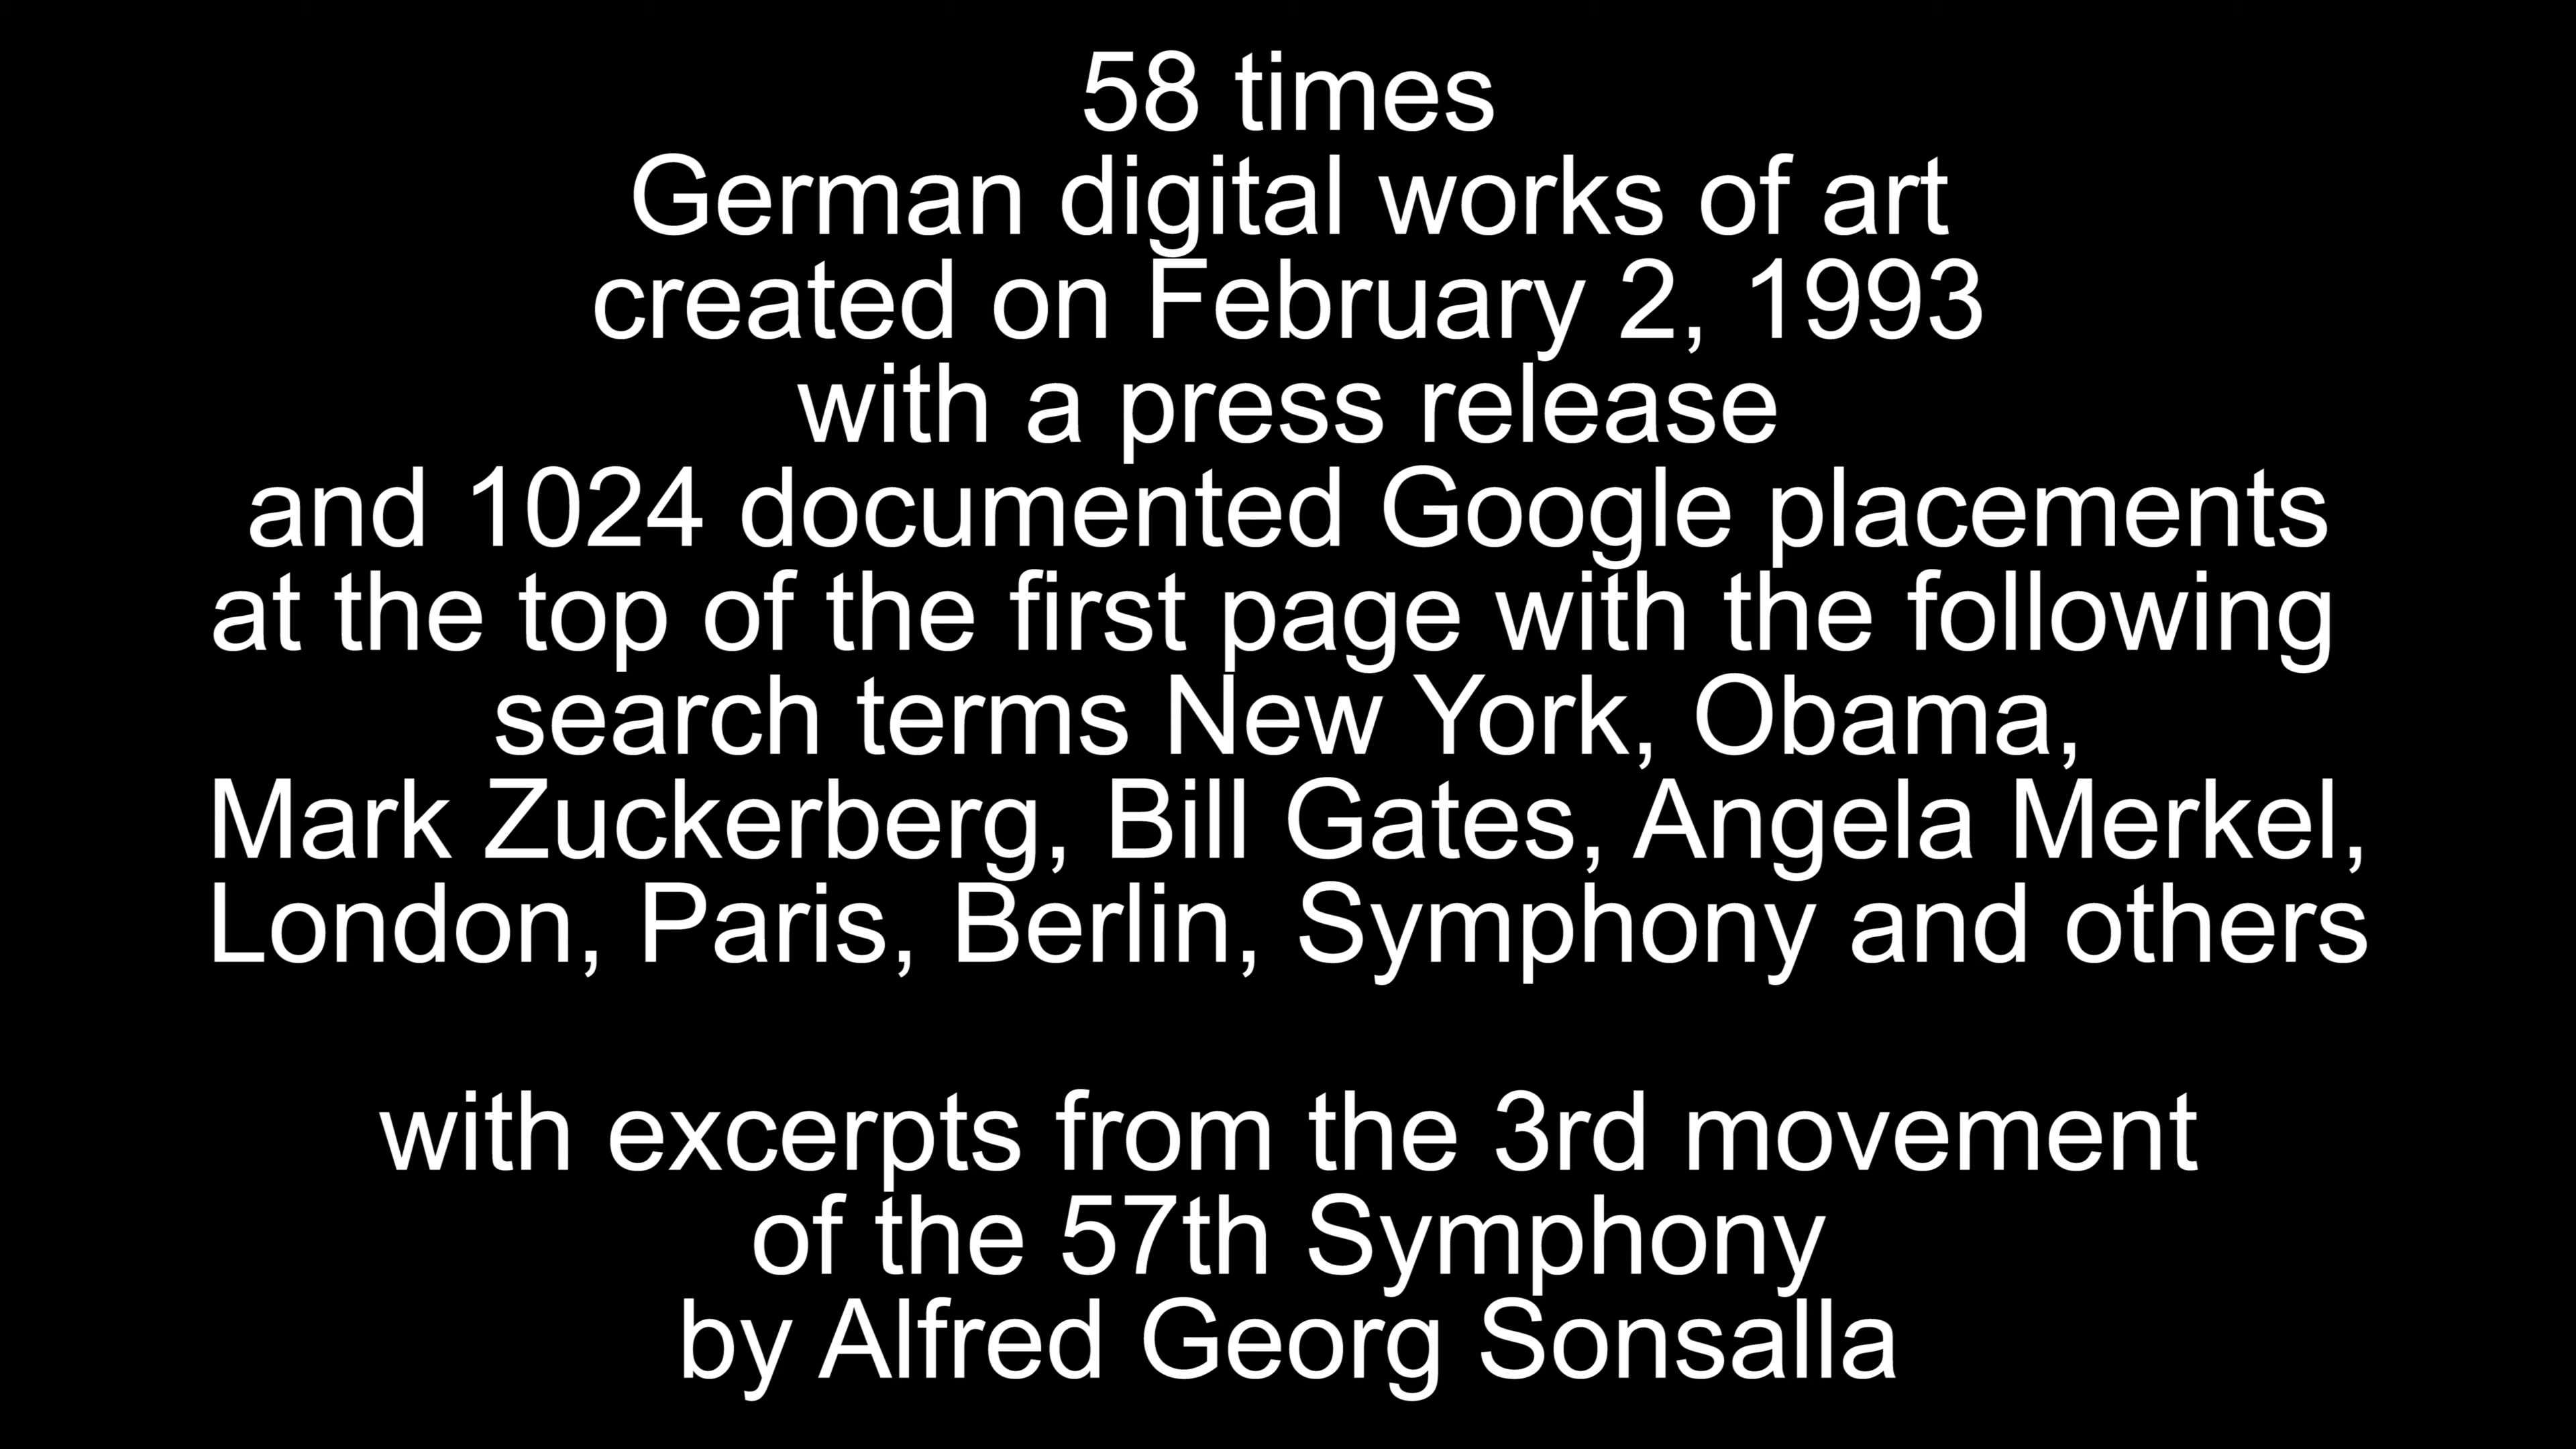 58 times
German digital works of art
created on February 2, 1993
with a press release
and 1024 documented Google placements
at the top of the first page with the following
search terms New York, Obama,
Mark Zuckerberg, Bill Gates, Angela Merkel,
London, Paris, Berlin, Symphony and others
with excerpts from the 3rd movement
of the 57th Symphony
by Alfred Georg Sonsalla